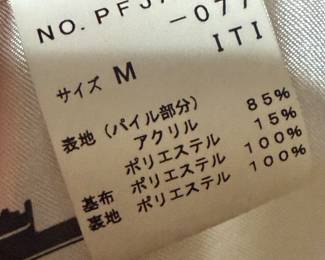 NO. PFJ
-077
ITI
サイズ M
表地 (パイル部分)
アクリル 85%
ポリエステル 15%
基布 ポリエステル 100%
裏地 ポリエステル 100%